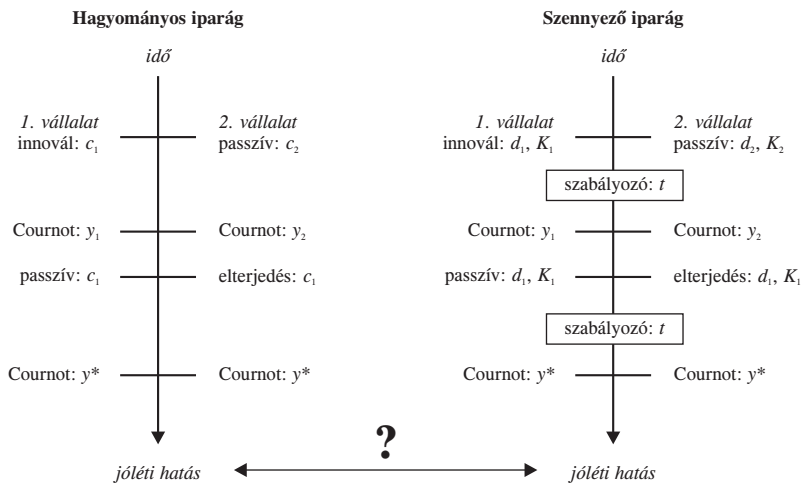 Hagyományos iparág
idő
1. vállalat
innovál: c₁
2. vállalat
passzív: c₂
Cournot: y₁
Cournot: y₂
passzív: c₁
elterjedés: c₁
Cournot: y*
Cournot: y*
jóléti hatás
?
Szennyező iparág
idő
1. vállalat
innovál: d₁, K₁
2. vállalat
passzív: d₂, K₂
szabályozó: t
Cournot: y₁
Cournot: y₂
passzív: d₁, K₁
elterjedés: d₁, K₁
szabályozó: t
Cournot: y*
Cournot: y*
jóléti hatás